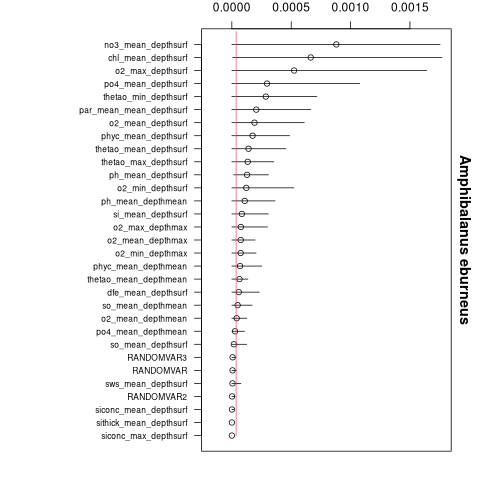 0.0000 0.0005 0.0010 0.0015
no3_mean_depthsurf
chl_mean_depthsurf
o2_max_depthsurf
po4_mean_depthsurf
thetao_min_depthsurf
par_mean_mean_depthsurf
o2_mean_depthsurf
phyc_mean_depthsurf
thetao_mean_depthsurf
thetao_max_depthsurf
ph_mean_depthsurf
o2_min_depthsurf
ph_mean_depthmean
si_mean_depthsurf
o2_max_depthmax
o2_mean_depthmax
o2_min_depthmax
phyc_mean_depthmean
thetao_mean_depthmean
dfe_mean_depthsurf
so_mean_depthmean
o2_mean_depthmean
po4_mean_depthmean
so_mean_depthsurf
RANDOMVAR3
RANDOMVAR
sws_mean_depthsurf
RANDOMVAR2
siconc_mean_depthsurf
sithick_mean_depthsurf
siconc_max_depthsurf
Amphibalanus eburneus